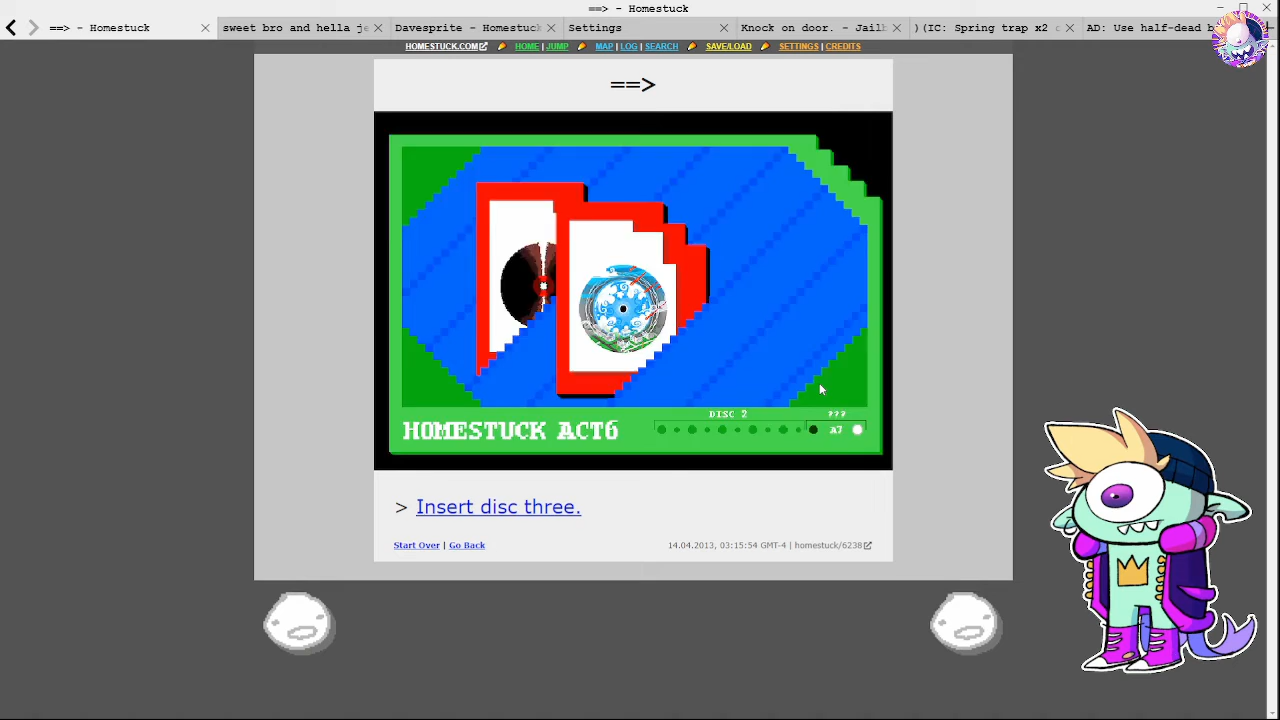 ==> - Homestuck
==> - Homestuck
sweet bro and hella je
Davesprite - Homestuck
Settings
Knock on door. - Jailb
)(IC: Spring trap x2 c
AD: Use half-dead b
HOMESTUCK.COM HOME | JUMP MAP | LOG | SEARCH SAVE/LOAD SETTINGS | CREDITS
==>
HOMESTUCK ACT6
DISC 2
???
A7
> Insert disc three.
Start Over | Go Back
14.04.2013, 03:15:54 GMT-4 | homestuck/6238